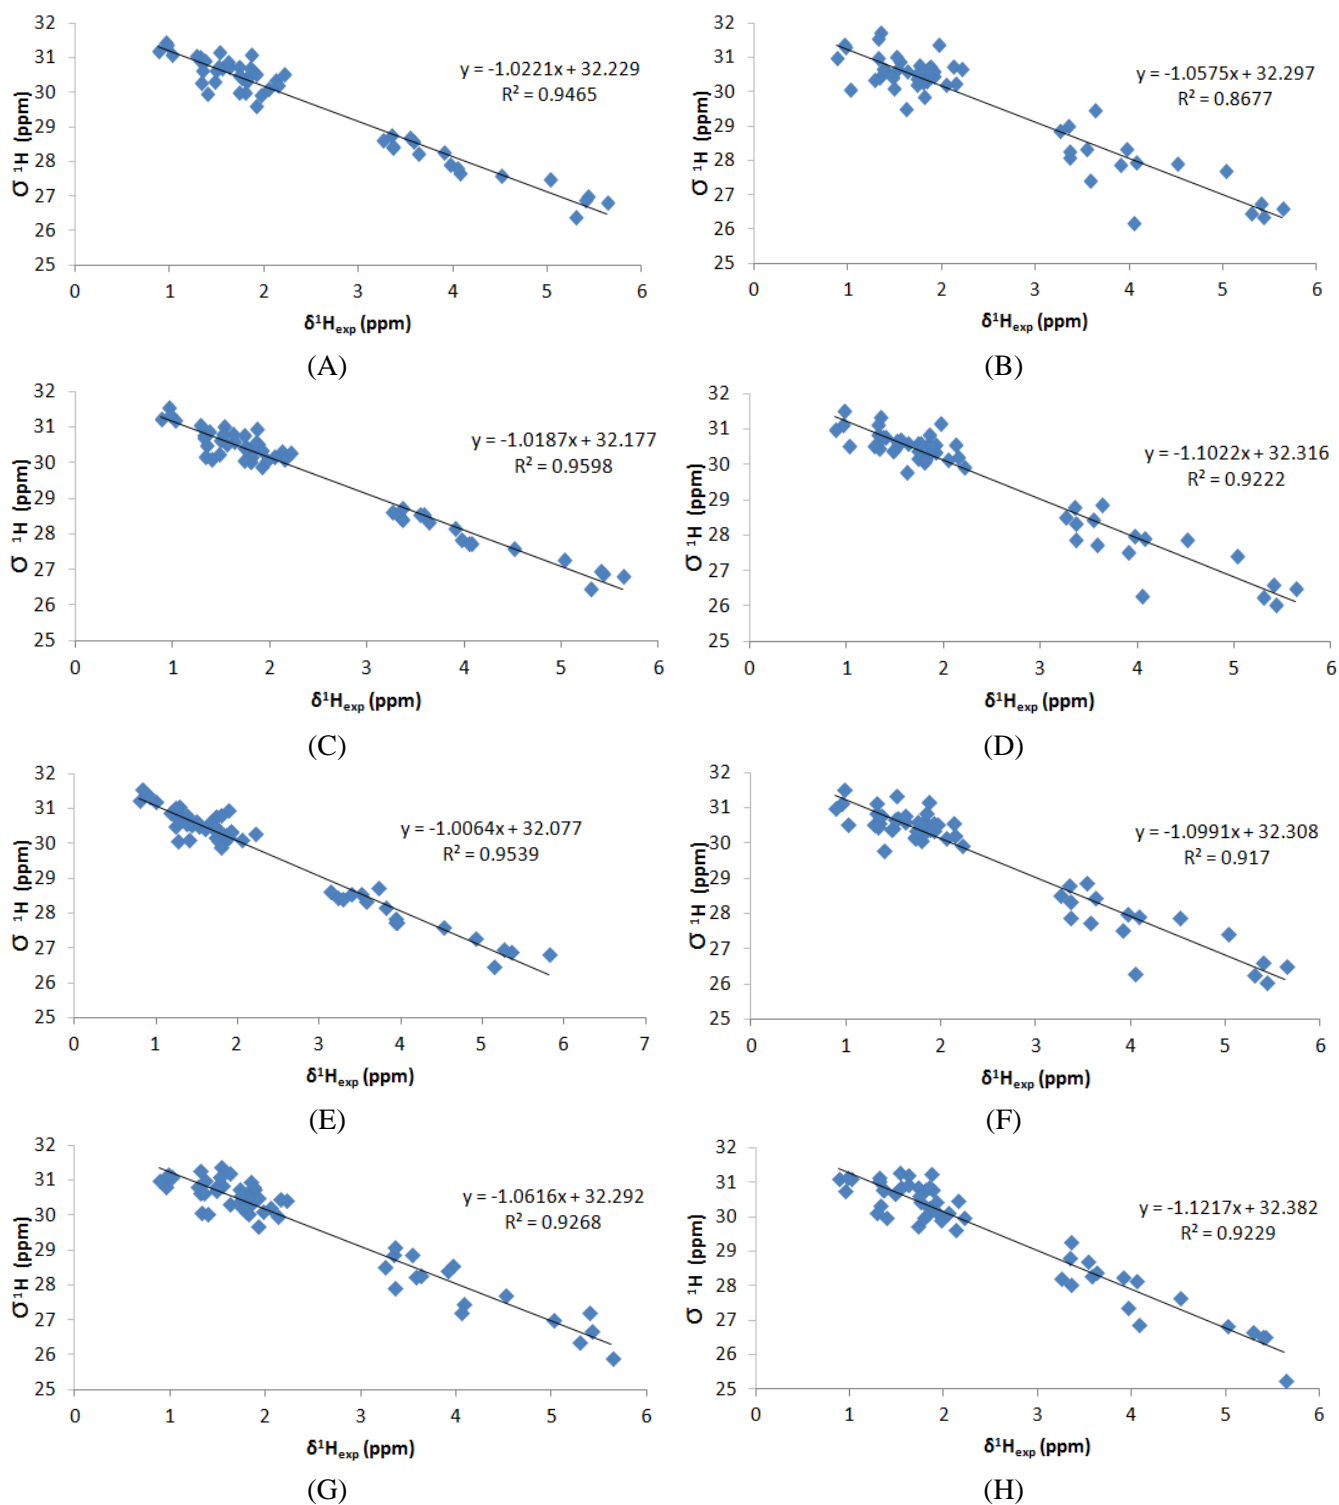 32
31
30
29
28
27
26
25
σ ¹H (ppm)
y = -1.0221x + 32.229
R² = 0.9465
0 1 2 3 4 5 6
δ¹Hexp (ppm)
(A)
32
31
30
29
28
27
26
25
σ ¹H (ppm)
y = -1.0575x + 32.297
R² = 0.8677
0 1 2 3 4 5 6
δ¹Hexp (ppm)
(B)
32
31
30
29
28
27
26
25
σ ¹H (ppm)
y = -1.0187x + 32.177
R² = 0.9598
0 1 2 3 4 5 6
δ¹Hexp (ppm)
(C)
32
31
30
29
28
27
26
25
σ ¹H (ppm)
y = -1.1022x + 32.316
R² = 0.9222
0 1 2 3 4 5 6
δ¹Hexp (ppm)
(D)
32
31
30
29
28
27
26
25
σ ¹H (ppm)
y = -1.0064x + 32.077
R² = 0.9539
0 1 2 3 4 5 6 7
δ¹Hexp (ppm)
(E)
32
31
30
29
28
27
26
25
σ ¹H (ppm)
y = -1.0991x + 32.308
R² = 0.917
0 1 2 3 4 5 6
δ¹Hexp (ppm)
(F)
32
31
30
29
28
27
26
25
σ ¹H (ppm)
y = -1.0616x + 32.292
R² = 0.9268
0 1 2 3 4 5 6
δ¹Hexp (ppm)
(G)
32
31
30
29
28
27
26
25
σ ¹H (ppm)
y = -1.1217x + 32.382
R² = 0.9229
0 1 2 3 4 5 6
δ¹Hexp (ppm)
(H)